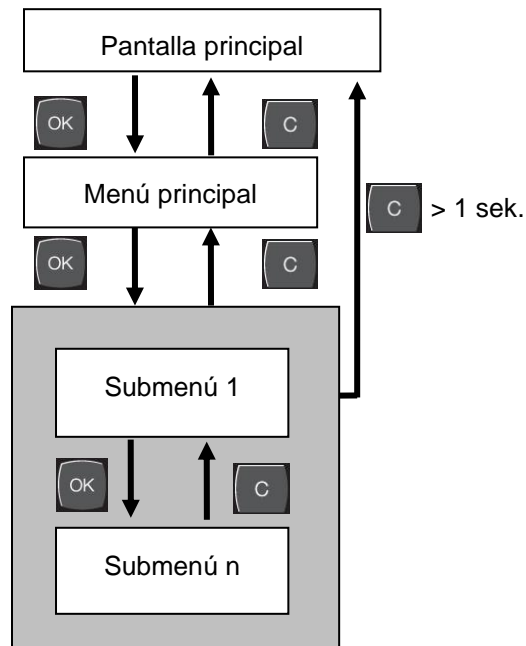 Pantalla principal
OK
C
Menú principal
C > 1 sek.
OK
C
Submenú 1
OK
C
Submenú n